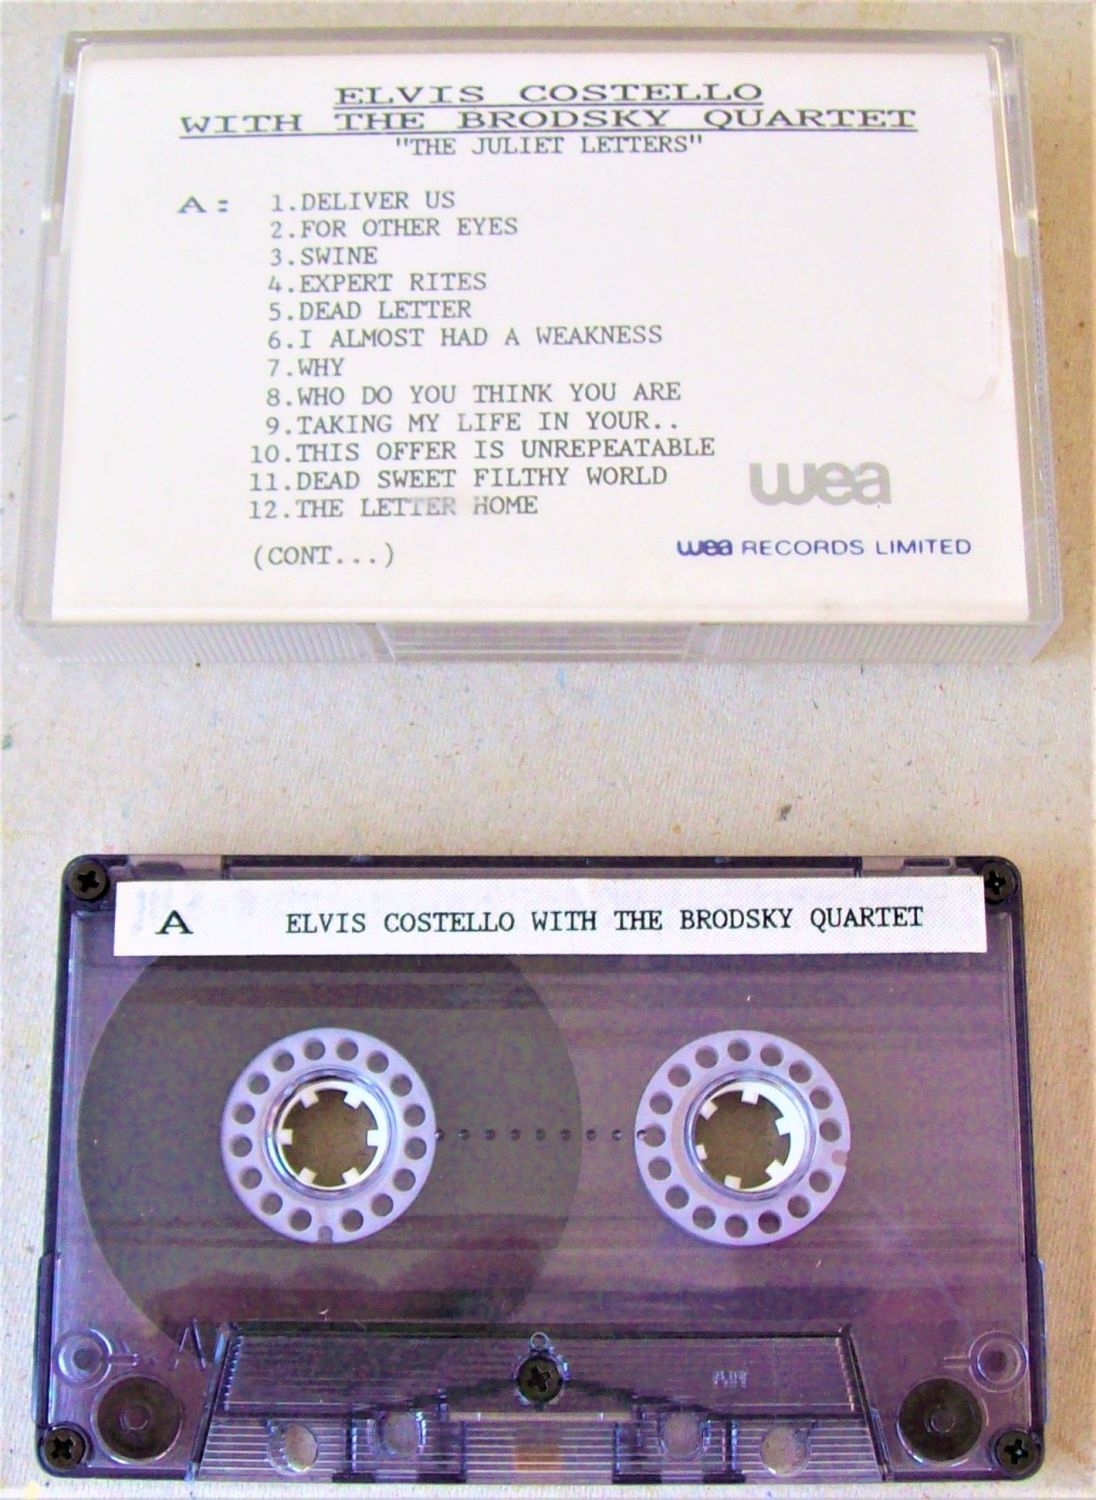 ELVIS COSTELLO
WITH THE BRODSKY QUARTET
"THE JULIET LETTERS"
A: 1.DELIVER US
2.FOR OTHER EYES
3.SWINE
4.EXPERT RITES
5.DEAD LETTER
6.I ALMOST HAD A WEAKNESS
7.WHY
8.WHO DO YOU THINK YOU ARE
9.TAKING MY LIFE IN YOUR..
10.THIS OFFER IS UNREPEATABLE
11.DEAD SWEET FILTHY WORLD
12.THE LETTER HOME
(CONT...)
wea
wea RECORDS LIMITED
A ELVIS COSTELLO WITH THE BRODSKY QUARTET
A